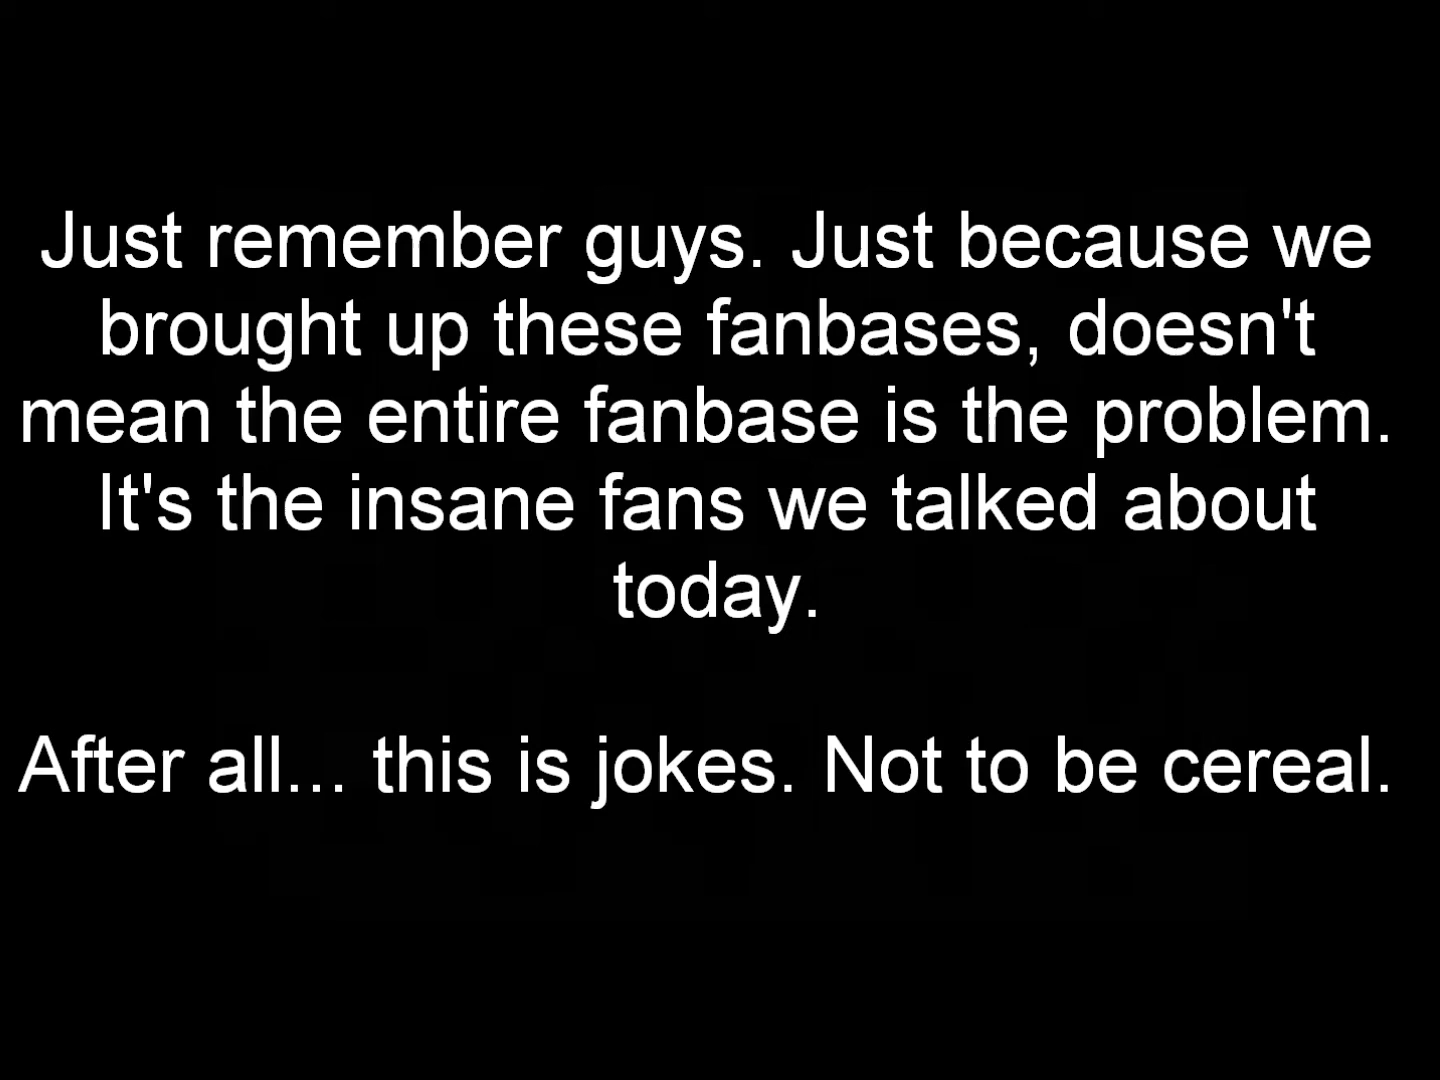 Just remember guys. Just because we
brought up these fanbases, doesn't
mean the entire fanbase is the problem.
It's the insane fans we talked about
today.
After all... this is jokes. Not to be cereal.